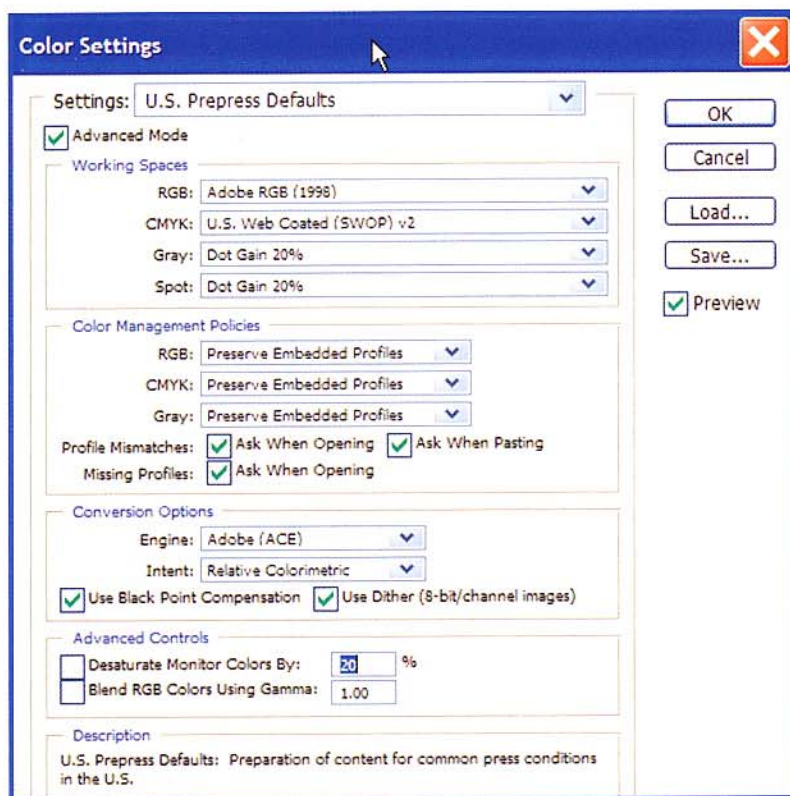 Color Settings
Settings: U.S. Prepress Defaults
OK
Advanced Mode
Cancel
Working Spaces
RGB: Adobe RGB (1998)
Load...
CMYK: U.S. Web Coated (SWOP) v2
Gray: Dot Gain 20%
Save...
Spot: Dot Gain 20%
Preview
Color Management Policies
RGB: Preserve Embedded Profiles
CMYK: Preserve Embedded Profiles
Gray: Preserve Embedded Profiles
Profile Mismatches: Ask When Opening Ask When Pasting
Missing Profiles: Ask When Opening
Conversion Options
Engine: Adobe (ACE)
Intent: Relative Colorimetric
Use Black Point Compensation Use Dither (8-bit/channel images)
Advanced Controls
Desaturate Monitor Colors By: 20 %
Blend RGB Colors Using Gamma: 1.00
Description
U.S. Prepress Defaults: Preparation of content for common press conditions
in the U.S.